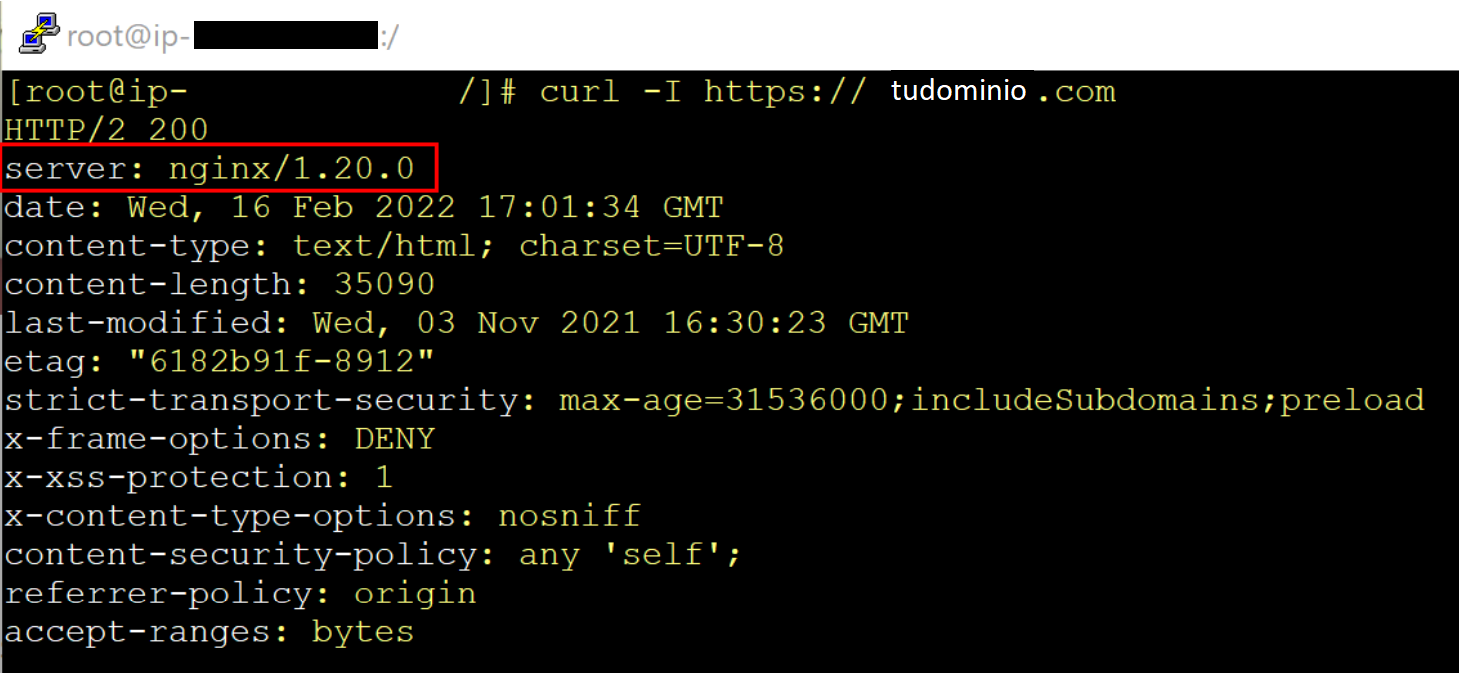 root@ip- :/
[root@ip- /]# curl -I https:// tudominio .com
HTTP/2 200
server: nginx/1.20.0
date: Wed, 16 Feb 2022 17:01:34 GMT
content-type: text/html; charset=UTF-8
content-length: 35090
last-modified: Wed, 03 Nov 2021 16:30:23 GMT
etag: "6182b91f-8912"
strict-transport-security: max-age=31536000;includeSubdomains;preload
x-frame-options: DENY
x-xss-protection: 1
x-content-type-options: nosniff
content-security-policy: any 'self';
referrer-policy: origin
accept-ranges: bytes